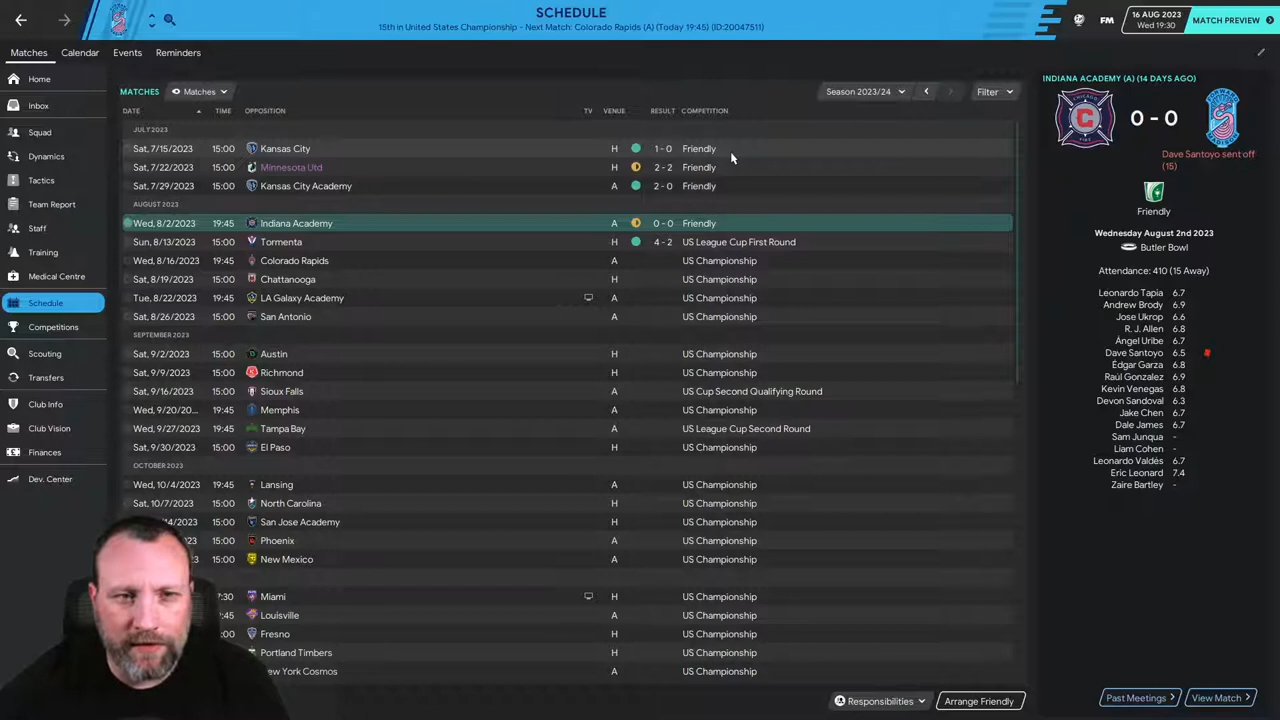 SCHEDULE
15th in United States Championship - Next Match: Colorado Rapids (A) (Today 19:45) (ID:20047511)
FM
16 AUG 2023
Wed 19:30
MATCH PREVIEW
Matches Calendar Events Reminders
Home
Inbox
Squad
Dynamics
Tactics
Team Report
Staff
Training
Medical Centre
Schedule
Competitions
Scouting
Transfers
Club Info
Club Vision
Finances
Dev. Center
MATCHES Matches Season 2023/24 Filter
DATE TIME OPPOSITION TV VENUE RESULT COMPETITION
JULY 2023
Sat, 7/15/2023 15:00 Kansas City H 1-0 Friendly
Sat, 7/22/2023 15:00 Minnesota Utd H 2-2 Friendly
Sat, 7/29/2023 15:00 Kansas City Academy A 2-0 Friendly
AUGUST 2023
Wed, 8/2/2023 19:45 Indiana Academy A 0-0 Friendly
Sun, 8/13/2023 15:00 Tormenta H 4-2 US League Cup First Round
Wed, 8/16/2023 19:45 Colorado Rapids A US Championship
Sat, 8/19/2023 15:00 Chattanooga H US Championship
Tue, 8/22/2023 19:45 LA Galaxy Academy A US Championship
Sat, 8/26/2023 15:00 San Antonio A US Championship
SEPTEMBER 2023
Sat, 9/2/2023 15:00 Austin H US Championship
Sat, 9/9/2023 15:00 Richmond H US Championship
Sat, 9/16/2023 15:00 Sioux Falls A US Cup Second Qualifying Round
Wed, 9/20/20... 19:45 Memphis A US Championship
Wed, 9/27/2023 19:45 Tampa Bay A US League Cup Second Round
Sat, 9/30/2023 15:00 El Paso H US Championship
OCTOBER 2023
Wed, 10/4/2023 19:45 Lansing A US Championship
Sat, 10/7/2023 15:00 North Carolina H US Championship
/14/2023 15:00 San Jose Academy A US Championship
2023 15:00 Phoenix A US Championship
023 15:00 New Mexico A US Championship
7:30 Miami H US Championship
:45 Louisville A US Championship
:00 Fresno H US Championship
Portland Timbers H US Championship
ew York Cosmos A US Championship
Responsibilities Arrange Friendly
INDIANA ACADEMY (A) (14 DAYS AGO)
CHICAGO
FIRE
0 - 0
FORWARD
MADISON
Dave Santoyo sent off
(15)
Friendly
Wednesday August 2nd 2023
Butler Bowl
Attendance: 410 (15 Away)
Leonardo Tapia 6.7
Andrew Brody 6.9
Jose Ukrop 6.6
R. J. Allen 6.8
Ángel Uribe 6.7
Dave Santoyo 6.5
Édgar Garza 6.8
Raúl Gonzalez 6.9
Kevin Venegas 6.8
Devon Sandoval 6.3
Jake Chen 6.7
Dale James 6.7
Sam Junqua -
Liam Cohen -
Leonardo Valdés 6.7
Eric Leonard 7.4
Zaire Bartley -
Past Meetings View Match